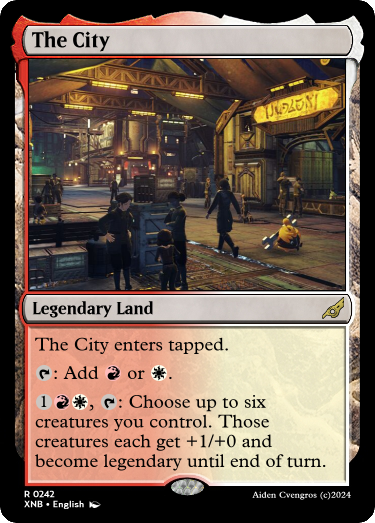 The City
Legendary Land
The City enters tapped.
: Add or .
1 , : Choose up to six
creatures you control. Those
creatures each get +1/+0 and
become legendary until end of turn.
R 0242
XNB • English
Aiden Cvengros (c)2024